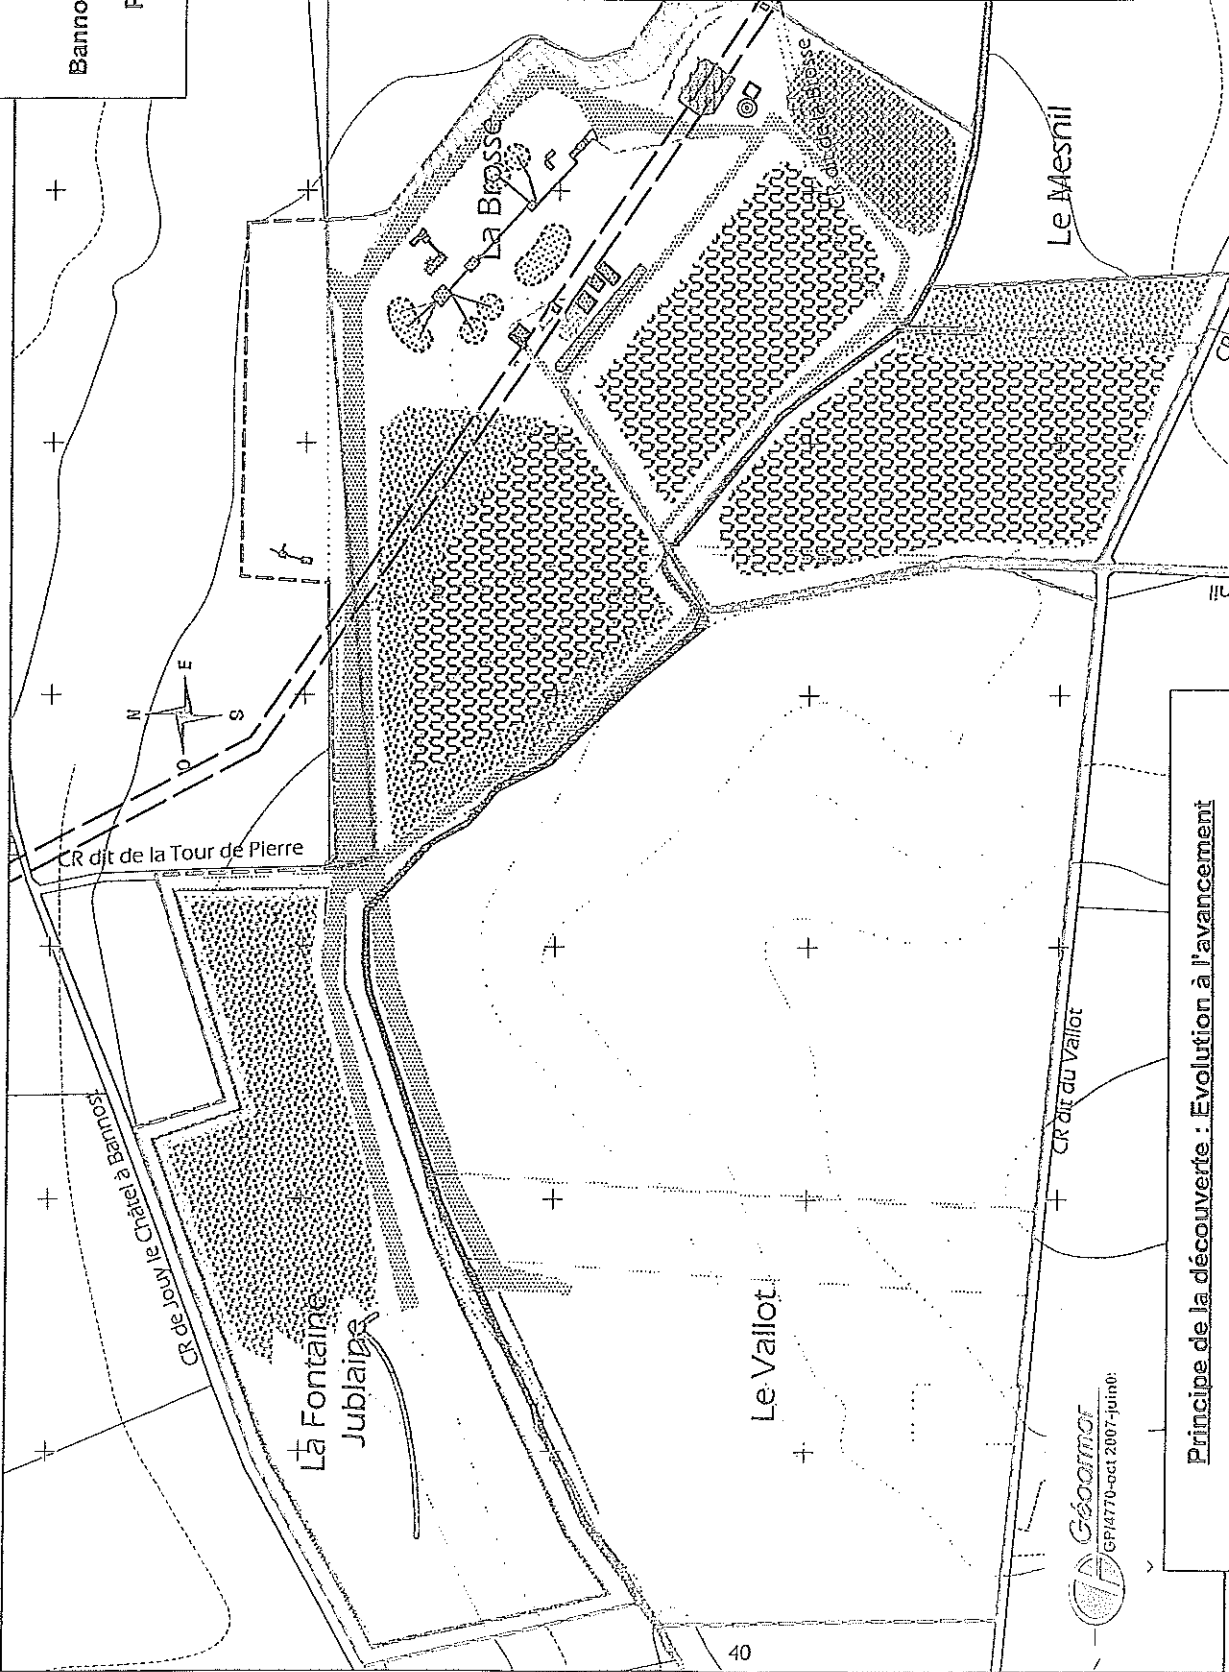 Banno
La Brosse
Le Mesnil
N
E
S
O
CR dit de la Tour de Pierre
CR de Jouy le Châtel à Bannost
La Fontaine
Jublaine
Le Vallot
CR dit du Vallot
Géoarmor
GP/4770-oct 2007-juin0:
40
Principe de la découverte : Evolution à l'avancement